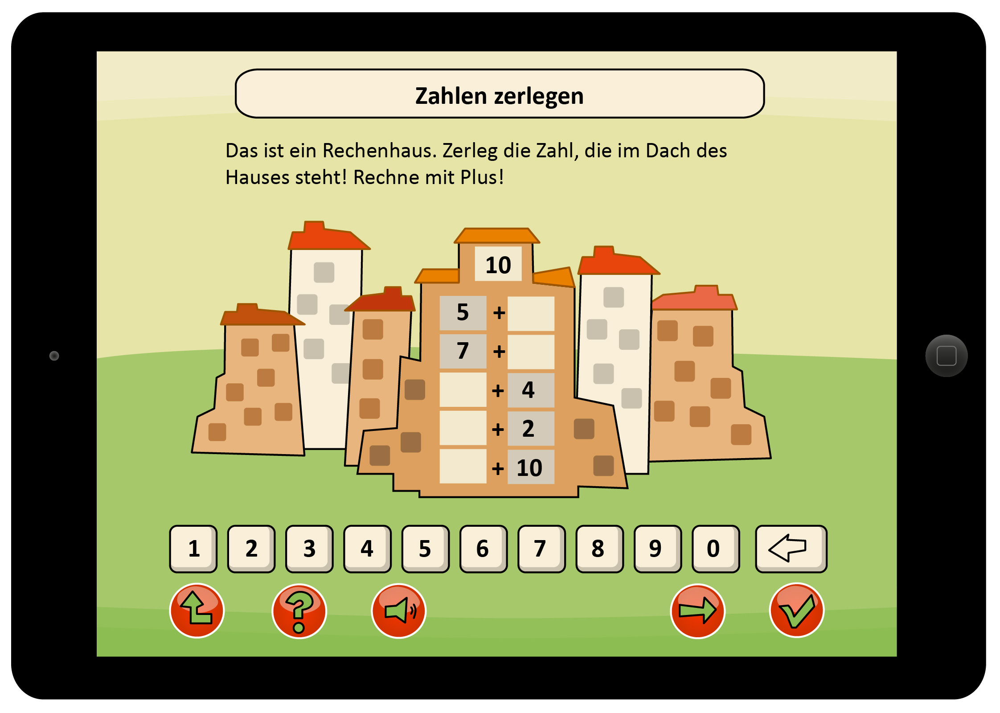 Zahlen zerlegen
Das ist ein Rechenhaus. Zerleg die Zahl, die im Dach des
Hauses steht! Rechne mit Plus!
10
5 +
7 +
+ 4
+ 2
+ 10
1 2 3 4 5 6 7 8 9 0
?